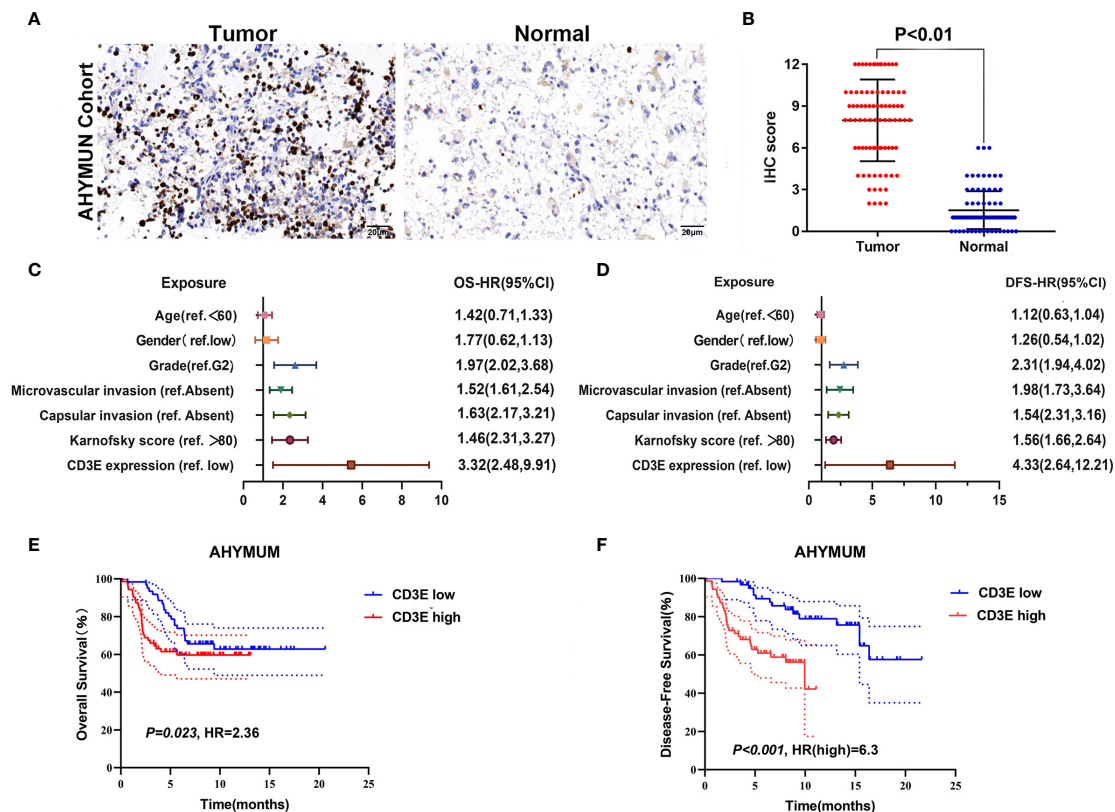 A
Tumor
Normal
AHYMUN Cohort
20μm
20μm
B
P<0.01
IHC score
12
9
6
3
0
Tumor
Normal
C
Exposure
OS-HR(95%CI)
Age(ref.<60)
1.42(0.71,1.33)
Gender( ref.low)
1.77(0.62,1.13)
Grade(ref.G2)
1.97(2.02,3.68)
Microvascular invasion (ref.Absent)
1.52(1.61,2.54)
Capsular invasion (ref. Absent)
1.63(2.17,3.21)
Karnofsky score (ref. >80)
1.46(2.31,3.27)
CD3E expression (ref. low)
3.32(2.48,9.91)
0 2 4 6 8 10
D
Exposure
DFS-HR(95%CI)
Age(ref.<60)
1.12(0.63,1.04)
Gender( ref.low)
1.26(0.54,1.02)
Grade(ref.G2)
2.31(1.94,4.02)
Microvascular invasion (ref.Absent)
1.98(1.73,3.64)
Capsular invasion (ref. Absent)
1.54(2.31,3.16)
Karnofsky score (ref. >80)
1.56(1.66,2.64)
CD3E expression (ref. low)
4.33(2.64,12.21)
0 5 10 15
E
AHYMUM
Overall Survival(%)
100
80
60
40
20
0
CD3E low
CD3E high
P=0.023, HR=2.36
0 5 10 15 20 25
Time(months)
F
AHYMUM
Disease-Free Survival(%)
100
80
60
40
20
0
CD3E low
CD3E high
P<0.001, HR(high)=6.3
0 5 10 15 20 25
Time(months)